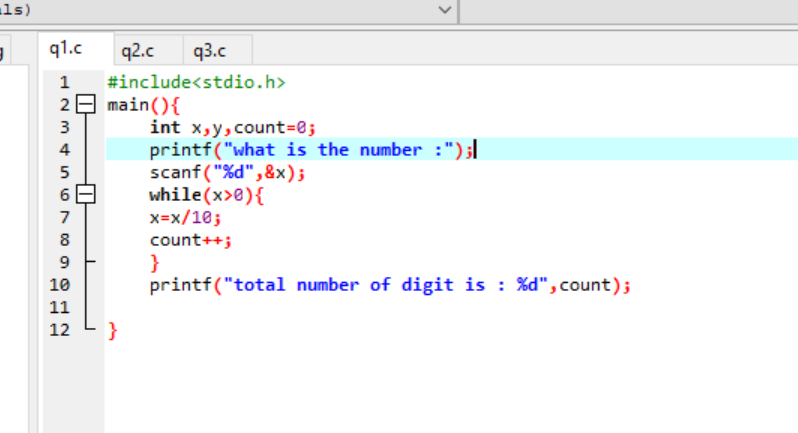 als)
q1.c q2.c q3.c
1 #include<stdio.h>
2 main(){
3 int x,y,count=0;
4 printf("what is the number :");
5 scanf("%d",&x);
6 while(x>0){
7 x=x/10;
8 count++;
9 }
10 printf("total number of digit is : %d",count);
11
12 }